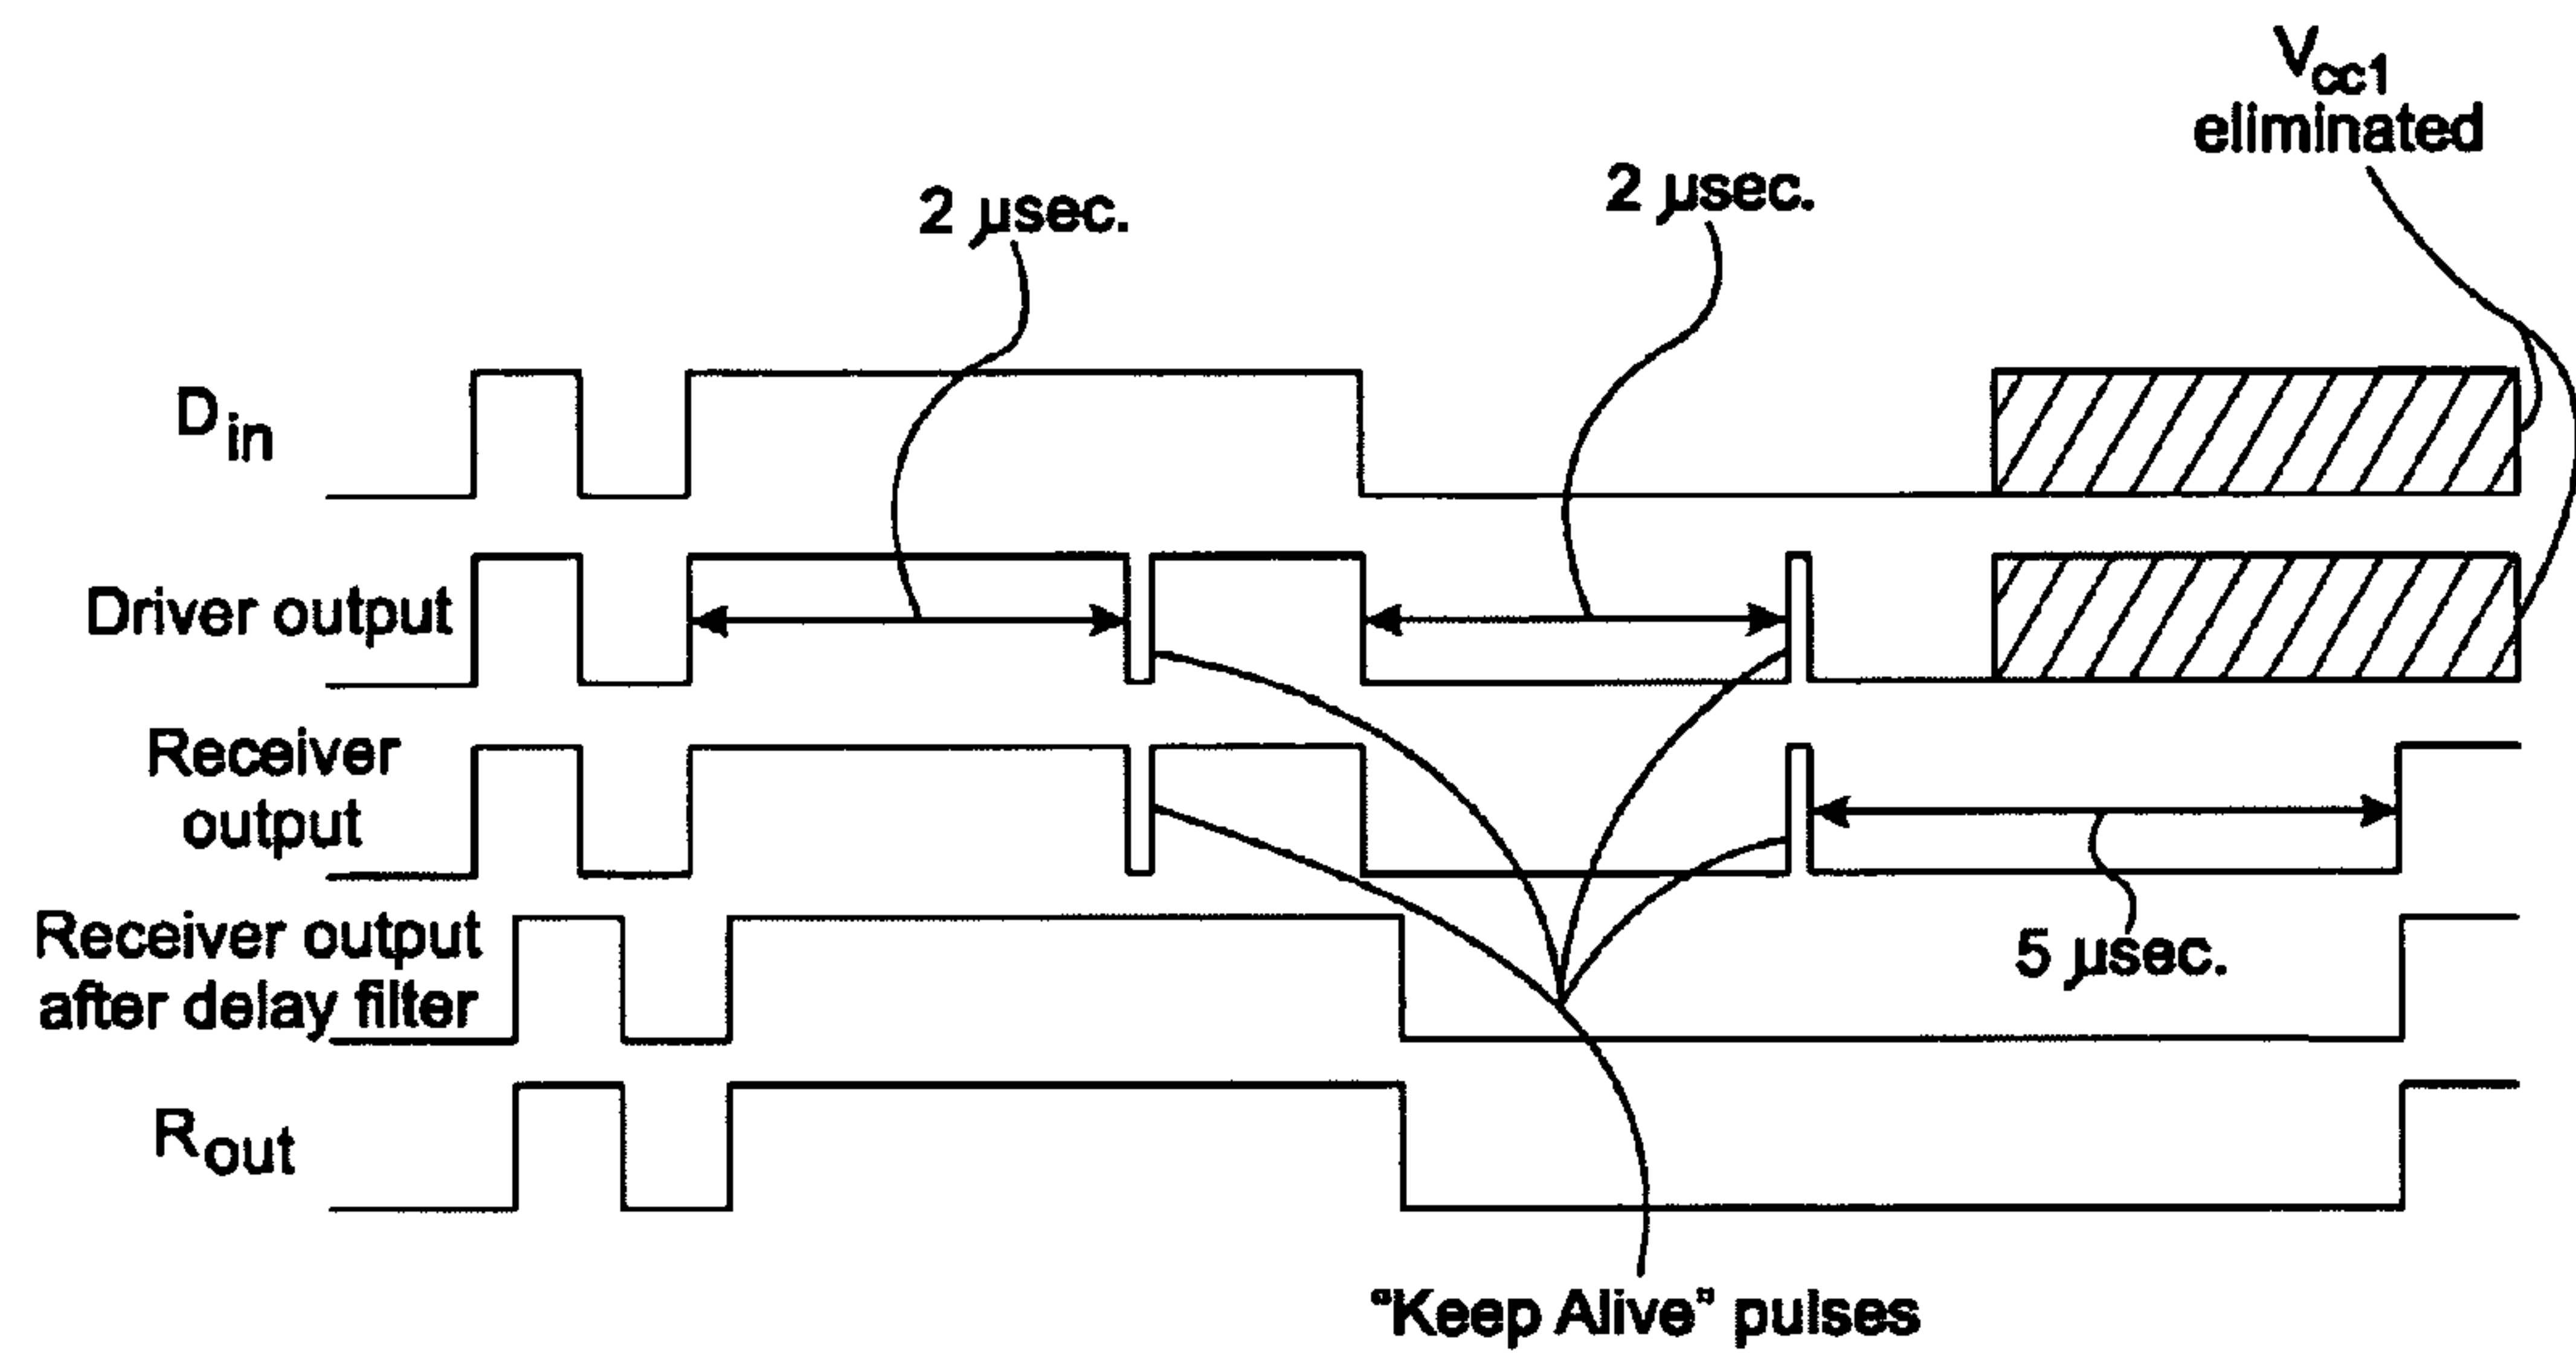 Vcc1
eliminated
2 µsec.
2 µsec.
Din
Driver output
Receiver
output
Receiver output
after delay filter
5 µsec.
Rout
"Keep Alive" pulses